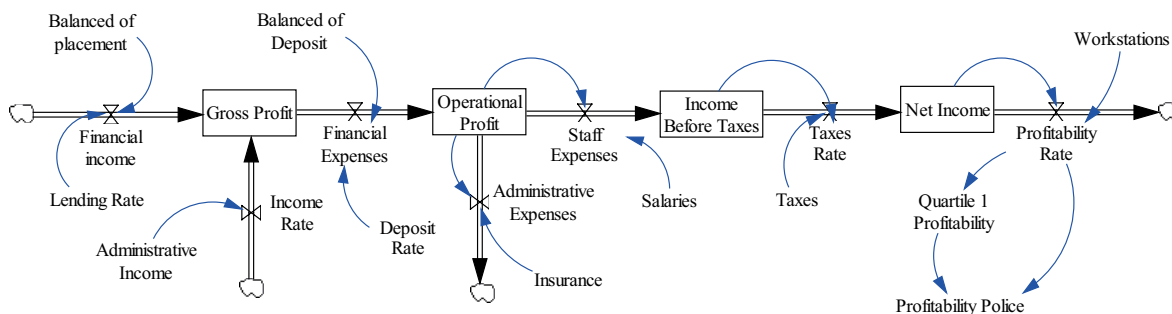 Balanced of
placement
Financial
income
Lending Rate
Gross Profit
Income
Rate
Administrative
Income
Balanced of
Deposit
Financial
Expenses
Deposit
Rate
Operational
Profit
Administrative
Expenses
Insurance
Staff
Expenses
Salaries
Income
Before Taxes
Taxes
Rate
Taxes
Net Income
Workstations
Profitability
Rate
Quartile 1
Profitability
Profitability Police